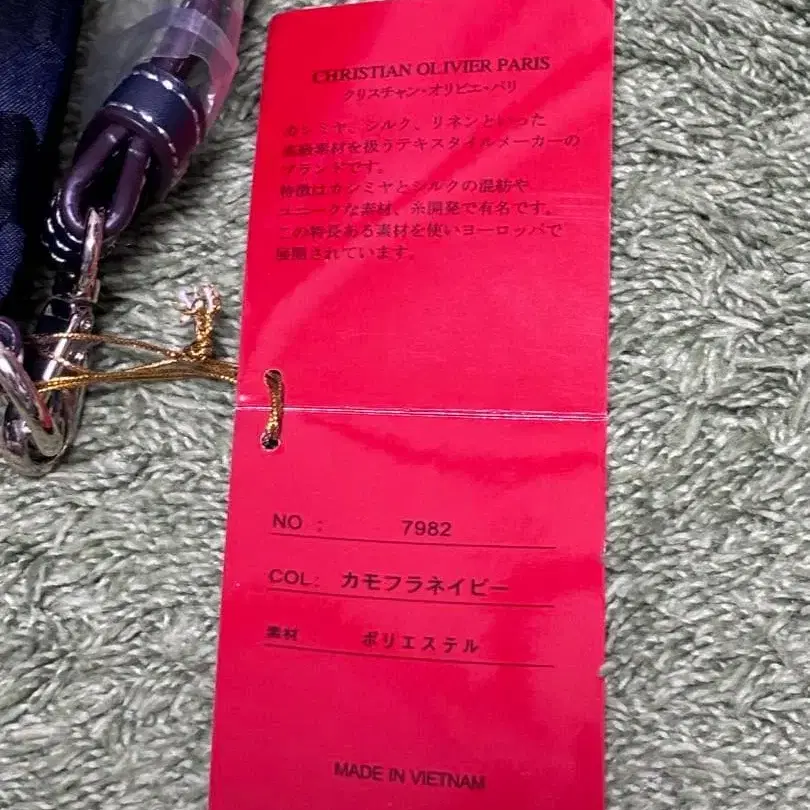 CHRISTIAN OLIVIER PARIS
クリスチャン・オリビエ・パリ
カシミヤ、シルク、リネンといった
高級素材を扱うテキスタイルメーカーの
ブランドです。
特徴はカシミヤとシルクの混紡や
ユニークな素材、糸開発で有名です。
この特長ある素材を使いヨーロッパで
展開されています。
NO : 7982
COL: カモフラネイビー
素材 ポリエステル
MADE IN VIETNAM